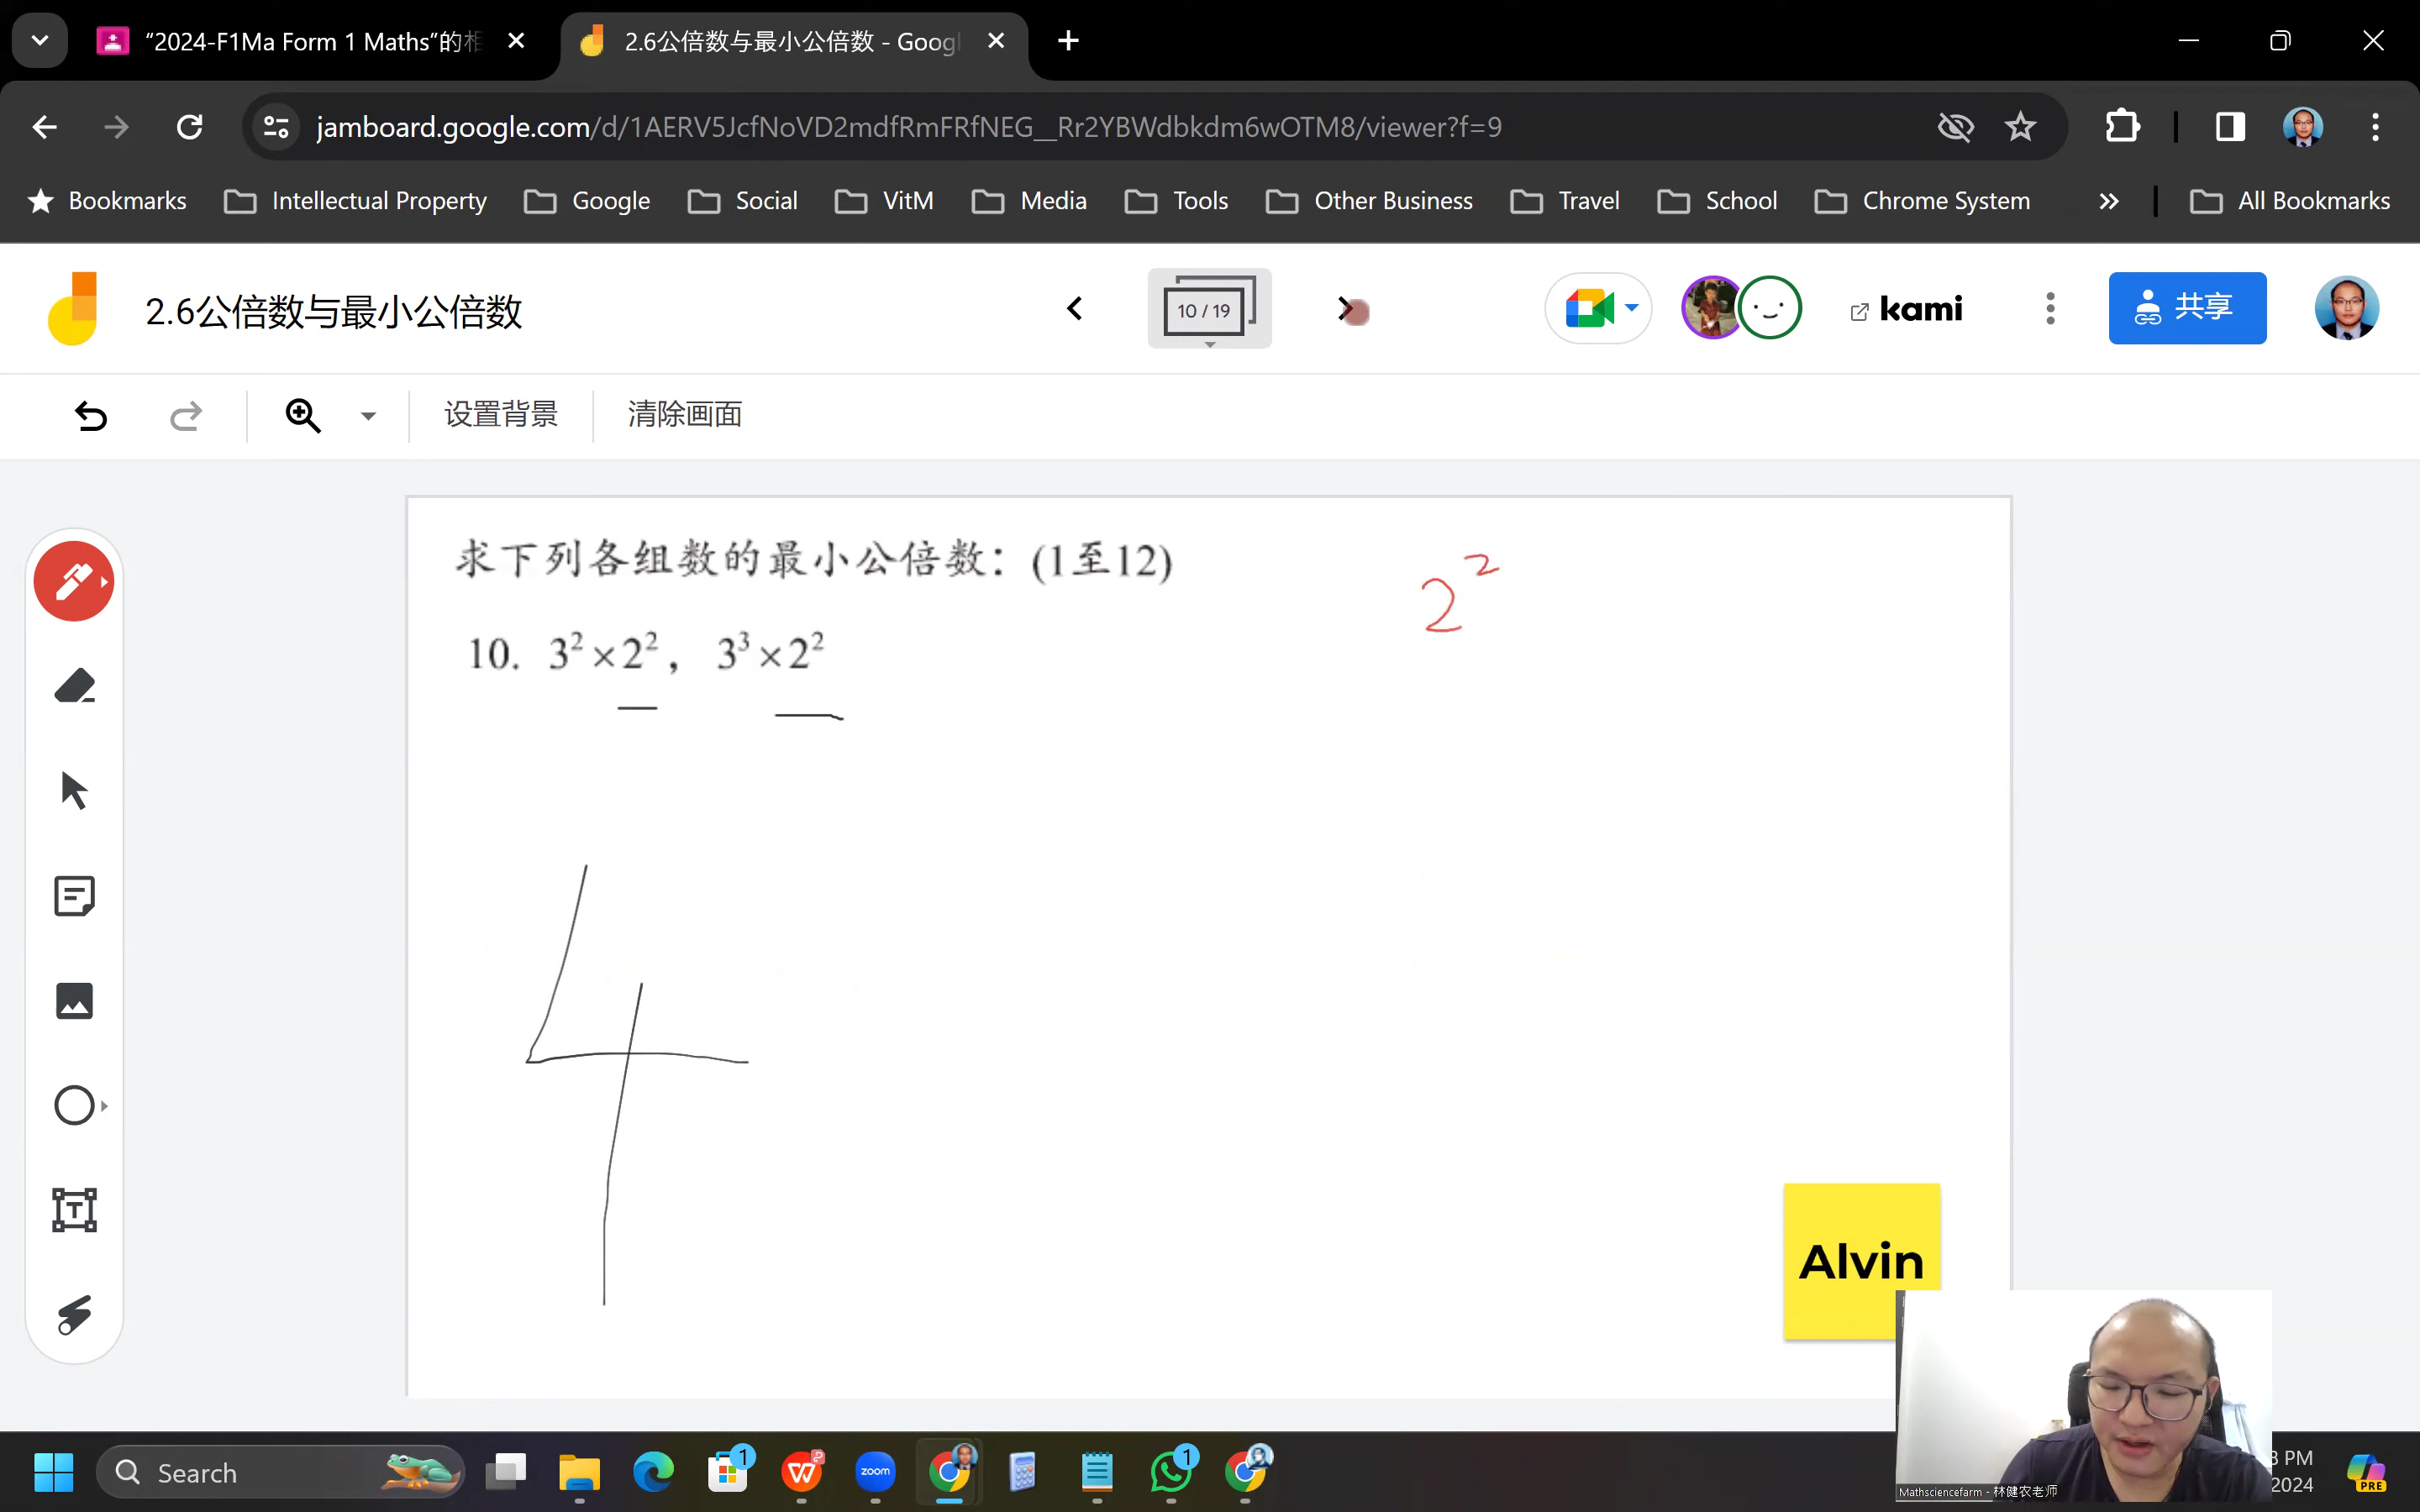 “2024-F1Ma Form 1 Maths”的
2.6公倍数与最小公倍数 - Goog
jamboard.google.com/d/1AERV5JcfNoVD2mdfRmFRfNEG__Rr2YBWdbkdm6wOTM8/viewer?f=9
Bookmarks Intellectual Property Google Social VitM Media Tools Other Business Travel School Chrome System All Bookmarks
2.6公倍数与最小公倍数
10 / 19
kami
共享
设置背景 清除画面
求下列各组数的最小公倍数：(1至12)
2²
10. 3²×2²， 3³×2²
4
Alvin
Mathsciencefarm - 林健农老师
Search
1
zoom
1
PM
2024
PRE